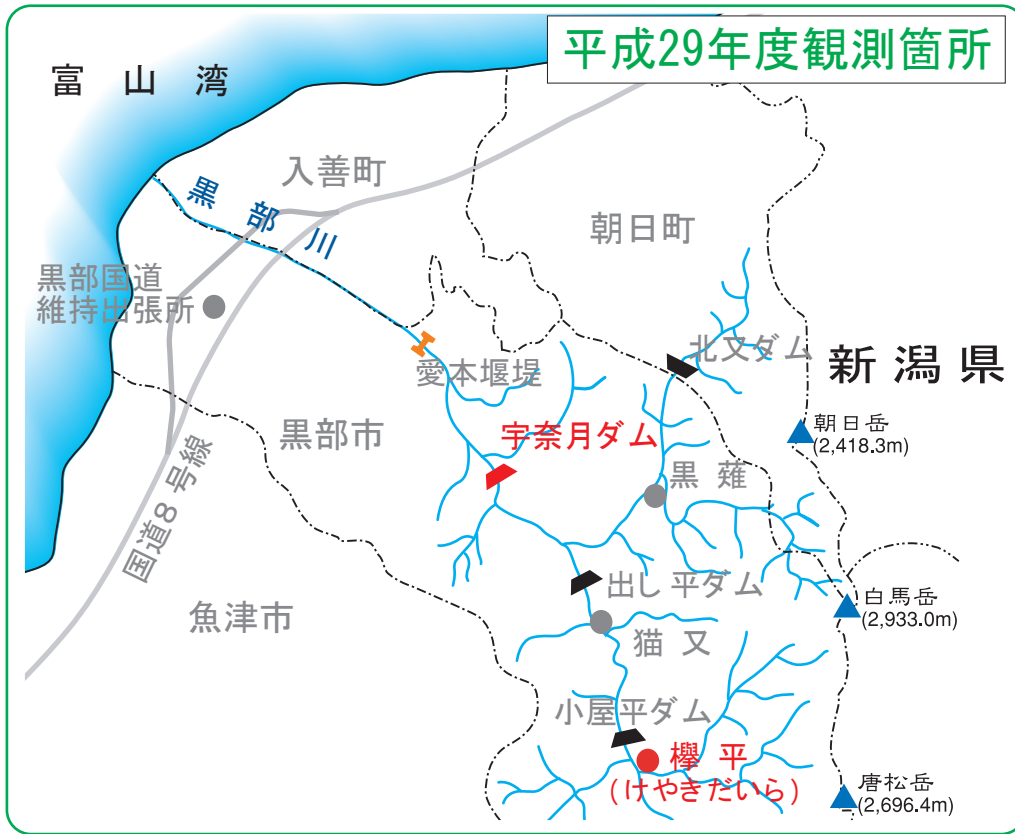 平成29年度観測箇所
富山湾
入善町
黒部川
朝日町
黒部国道
維持出張所
愛本堰堤
北又ダム
新潟県
朝日岳
(2,418.3m)
黒部市
宇奈月ダム
黒薙
国道8号線
出し平ダム
白馬岳
(2,933.0m)
魚津市
猫又
小屋平ダム
欅平
(けやきだいら)
唐松岳
(2,696.4m)